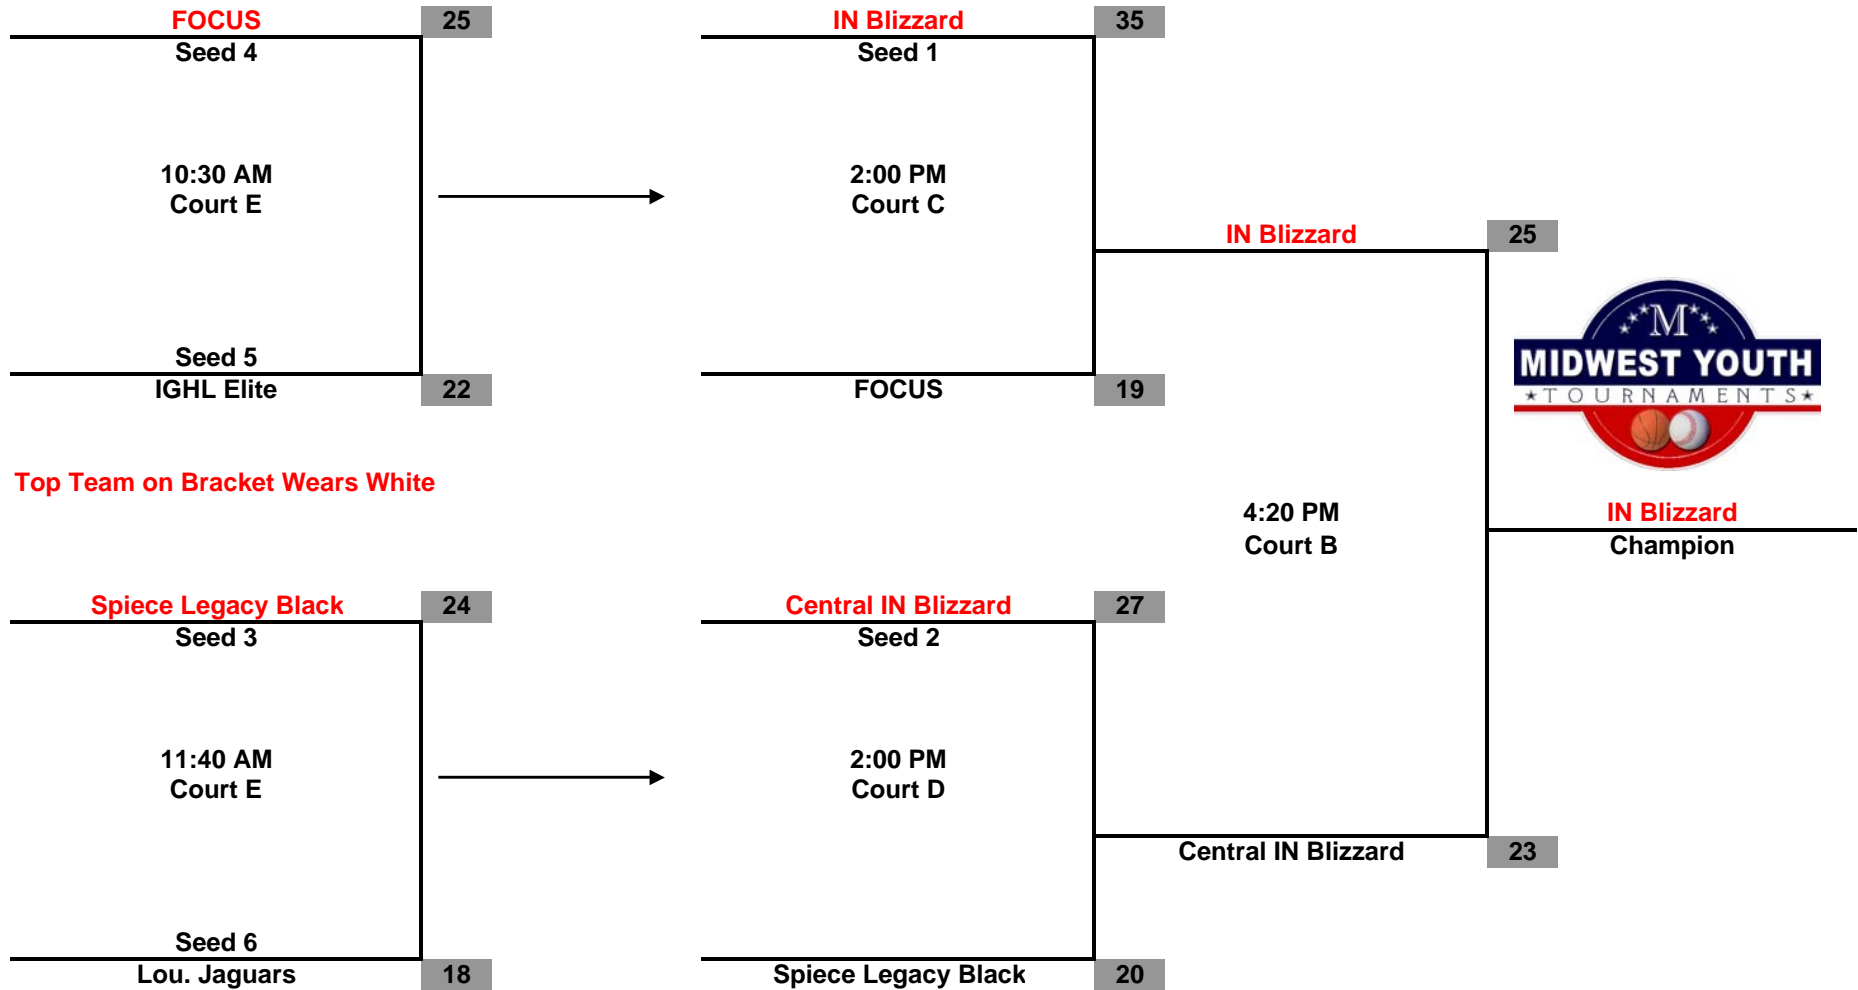 FOCUS 25
Seed 4
10:30 AM
Court E
Seed 5
IGHL Elite 22
IN Blizzard 35
Seed 1
2:00 PM
Court C
FOCUS 19
IN Blizzard 25
M
MIDWEST YOUTH
TOURNAMENTS
Top Team on Bracket Wears White
4:20 PM
Court B
IN Blizzard
Champion
Spiece Legacy Black 24
Seed 3
11:40 AM
Court E
Seed 6
Lou. Jaguars 18
Central IN Blizzard 27
Seed 2
2:00 PM
Court D
Spiece Legacy Black 20
Central IN Blizzard 23